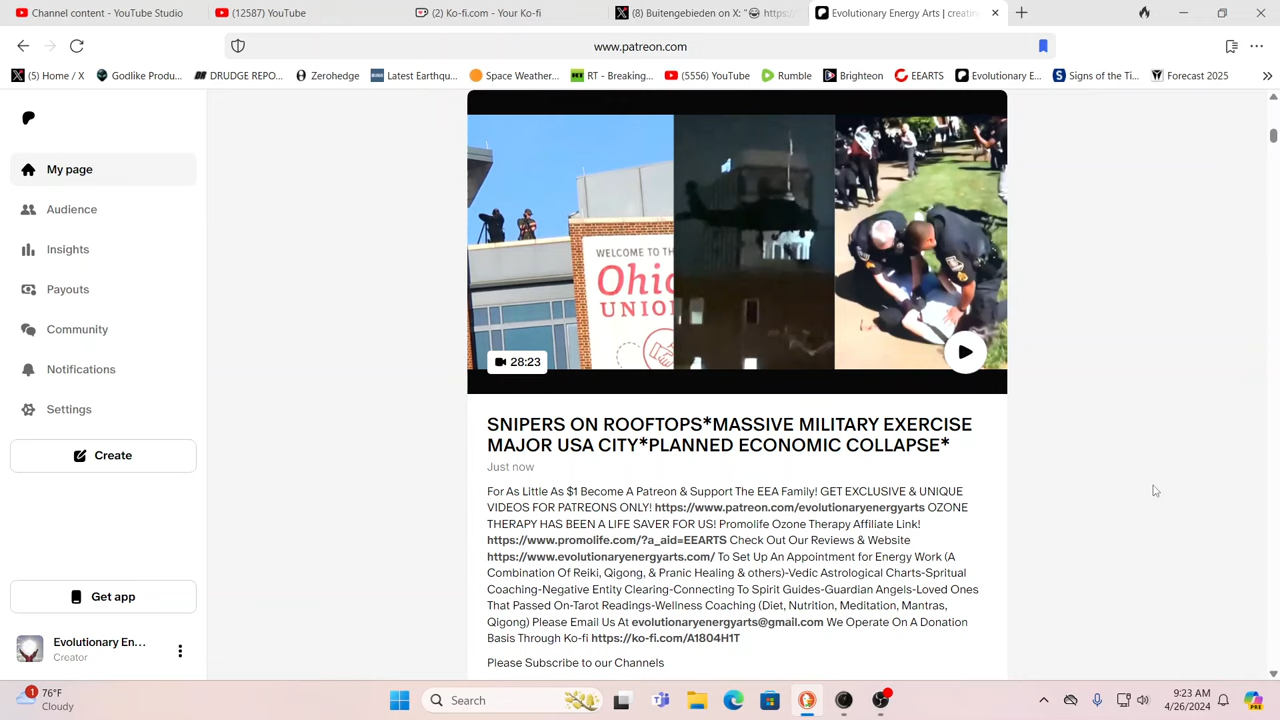 Channel content - YouTube Studio
(12587) YouTube
(2) Ko-fi.com - Your Ko-fi
(8) Buitengebieden on X: "😄 https:/
Evolutionary Energy Arts | creatin
www.patreon.com
(5) Home / X
Godlike Produ...
DRUDGE REPO...
Zerohedge
Latest Earthqu...
Space Weather...
RT - Breaking...
(5556) YouTube
Rumble
Brighteon
EEARTS
Evolutionary E...
Signs of the Ti...
Forecast 2025
My page
Audience
Insights
Payouts
Community
Notifications
Settings
Create
Get app
Evolutionary En...
Creator
WELCOME TO TH
Ohio
UNION
28:23
SNIPERS ON ROOFTOPS*MASSIVE MILITARY EXERCISE
MAJOR USA CITY*PLANNED ECONOMIC COLLAPSE*
Just now
For As Little As $1 Become A Patreon & Support The EEA Family! GET EXCLUSIVE & UNIQUE
VIDEOS FOR PATREONS ONLY! https://www.patreon.com/evolutionaryenergyarts OZONE
THERAPY HAS BEEN A LIFE SAVER FOR US! Promolife Ozone Therapy Affiliate Link!
https://www.promolife.com/?a_aid=EEARTS Check Out Our Reviews & Website
https://www.evolutionaryenergyarts.com/ To Set Up An Appointment for Energy Work (A
Combination Of Reiki, Qigong, & Pranic Healing & others)-Vedic Astrological Charts-Spritual
Coaching-Negative Entity Clearing-Connecting To Spirit Guides-Guardian Angels-Loved Ones
That Passed On-Tarot Readings-Wellness Coaching (Diet, Nutrition, Meditation, Mantras,
Qigong) Please Email Us At evolutionaryenergyarts@gmail.com We Operate On A Donation
Basis Through Ko-fi https://ko-fi.com/A1804H1T
Please Subscribe to our Channels
1
76°F
Cloudy
Search
PRE
9:23 AM
4/26/2024